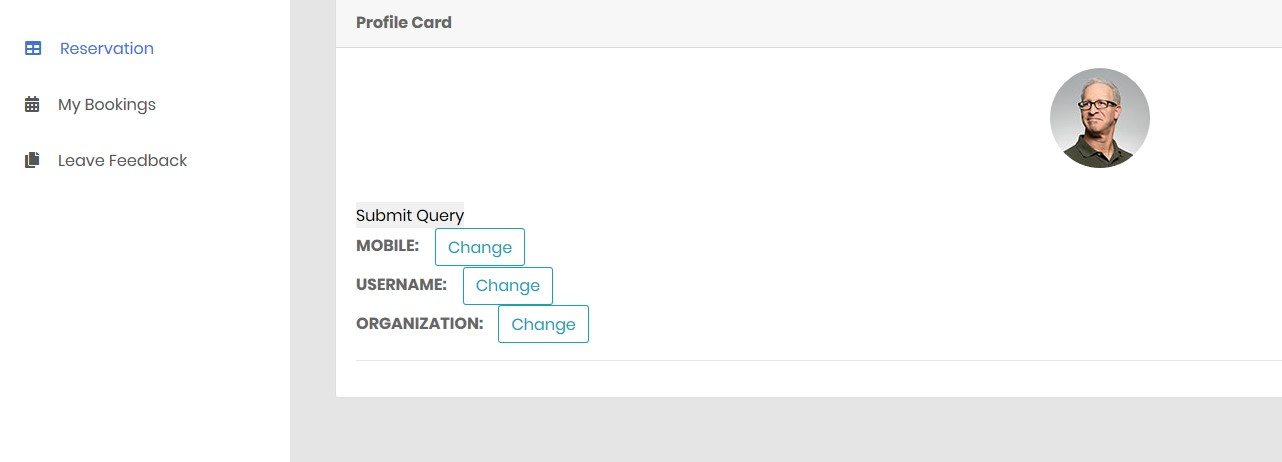 Profile Card
Reservation
My Bookings
Leave Feedback
Submit Query
MOBILE: Change
USERNAME: Change
ORGANIZATION: Change